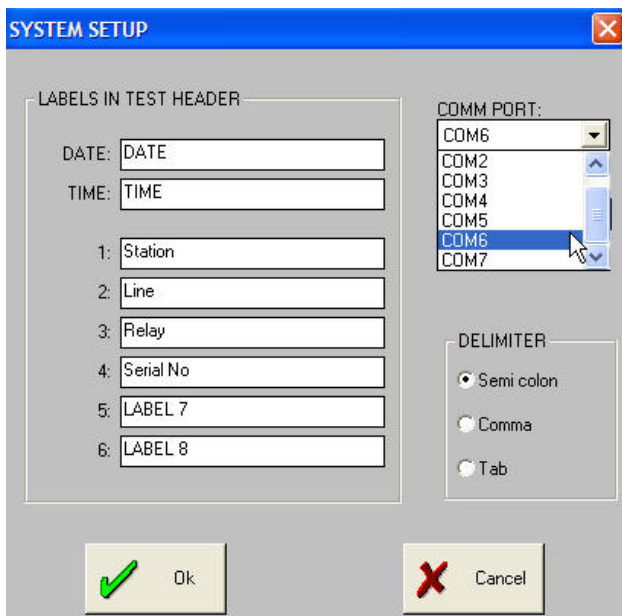 SYSTEM SETUP
LABELS IN TEST HEADER
DATE: DATE
TIME: TIME
1: Station
2: Line
3: Relay
4: Serial No
5: LABEL 7
6: LABEL 8
COMM PORT:
COM6
COM2
COM3
COM4
COM5
COM6
COM7
DELIMITER
Semi colon
Comma
Tab
Ok
Cancel